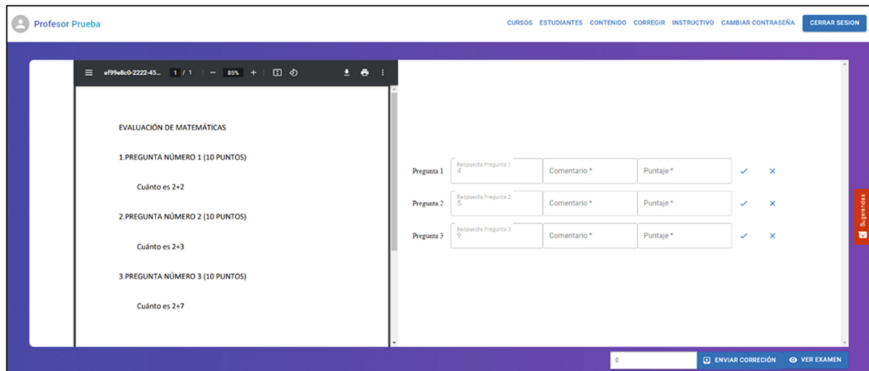 Profesor Prueba
CURSOS ESTUDIANTES CONTENIDO CORREGIR INSTRUCTIVO CAMBIAR CONTRASEÑA CERRAR SESION
ef99e8c0-2222-45... 1 / 1 85%
EVALUACIÓN DE MATEMÁTICAS
1.PREGUNTA NÚMERO 1 (10 PUNTOS)
Cuánto es 2+2
2.PREGUNTA NÚMERO 2 (10 PUNTOS)
Cuánto es 2+3
3.PREGUNTA NÚMERO 3 (10 PUNTOS)
Cuánto es 2+7
Respuesta Pregunta 1
Pregunta 1 4 Comentario * Puntaje *
Respuesta Pregunta 2
Pregunta 2 5 Comentario * Puntaje *
Respuesta Pregunta 3
Pregunta 3 9 Comentario * Puntaje *
Sugerencias
0 ENVIAR CORRECIÓN VER EXAMEN